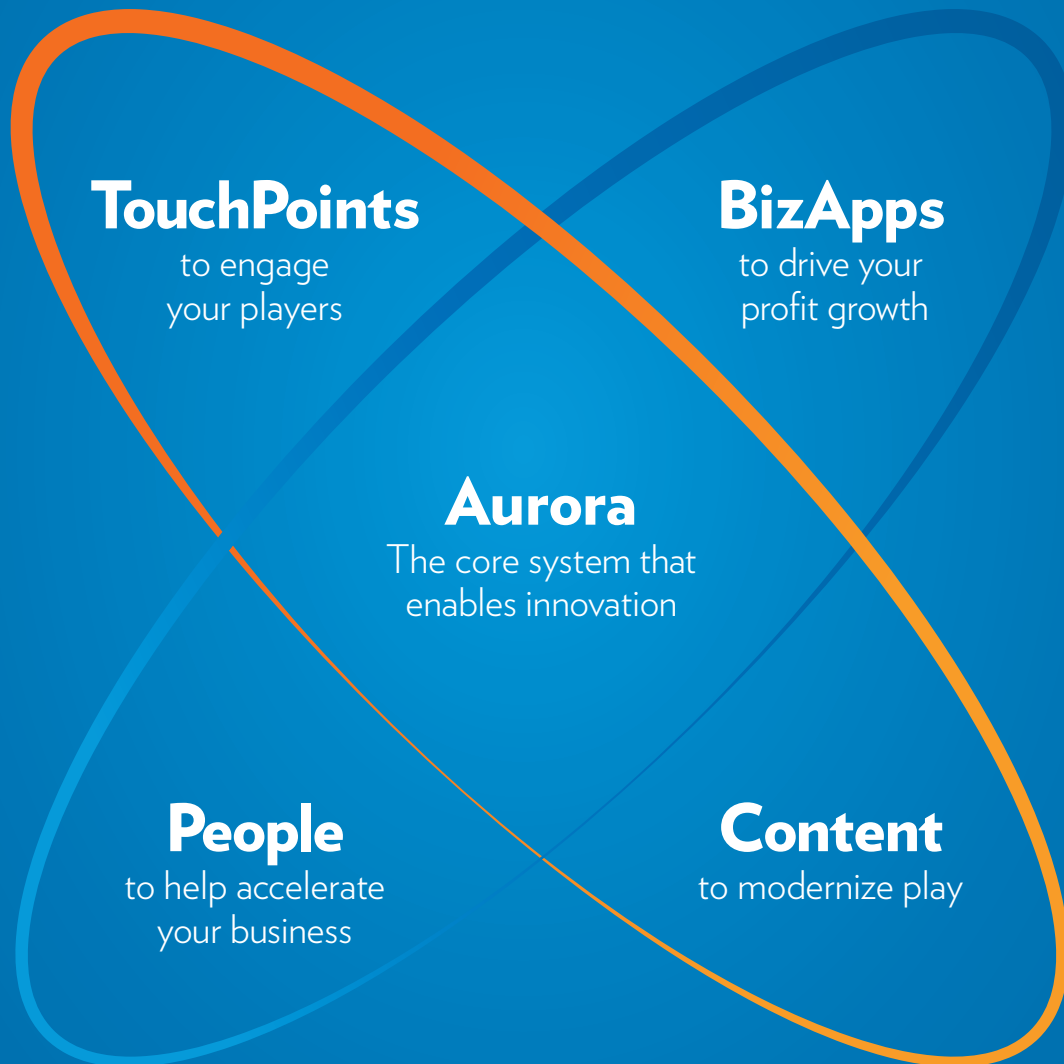 TouchPoints
to engage
your players
BizApps
to drive your
profit growth
Aurora
The core system that
enables innovation
People
to help accelerate
your business
Content
to modernize play